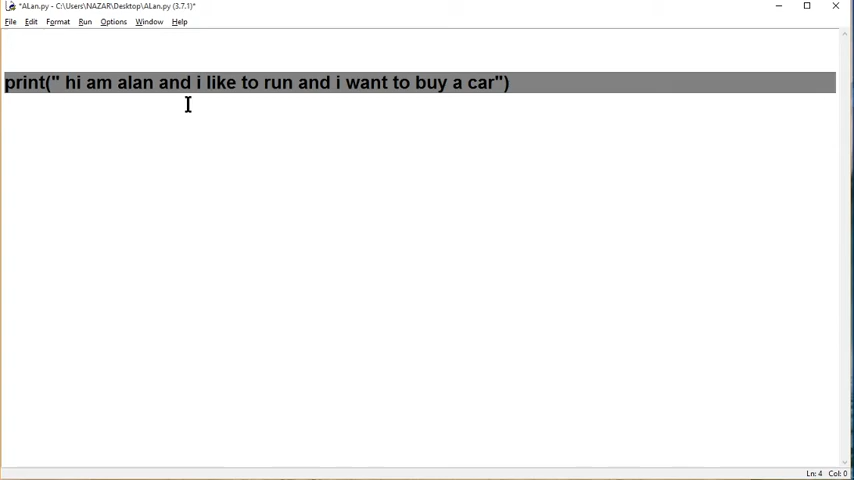 *ALan.py - C:\Users\NAZAR\Desktop\ALan.py (3.7.1)*
File Edit Format Run Options Window Help
print(" hi am alan and i like to run and i want to buy a car")
Ln: 4 Col: 0